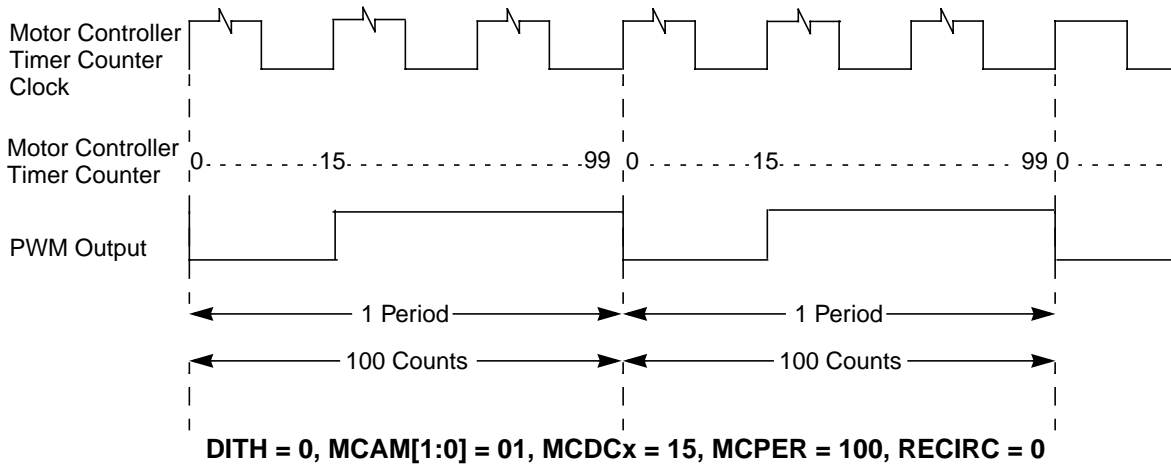 Motor Controller
Timer Counter
Clock
Motor Controller
Timer Counter
0 15 99 0 15 99 0
PWM Output
1 Period 1 Period
100 Counts 100 Counts
DITH = 0, MCAM[1:0] = 01, MCDCx = 15, MCPER = 100, RECIRC = 0